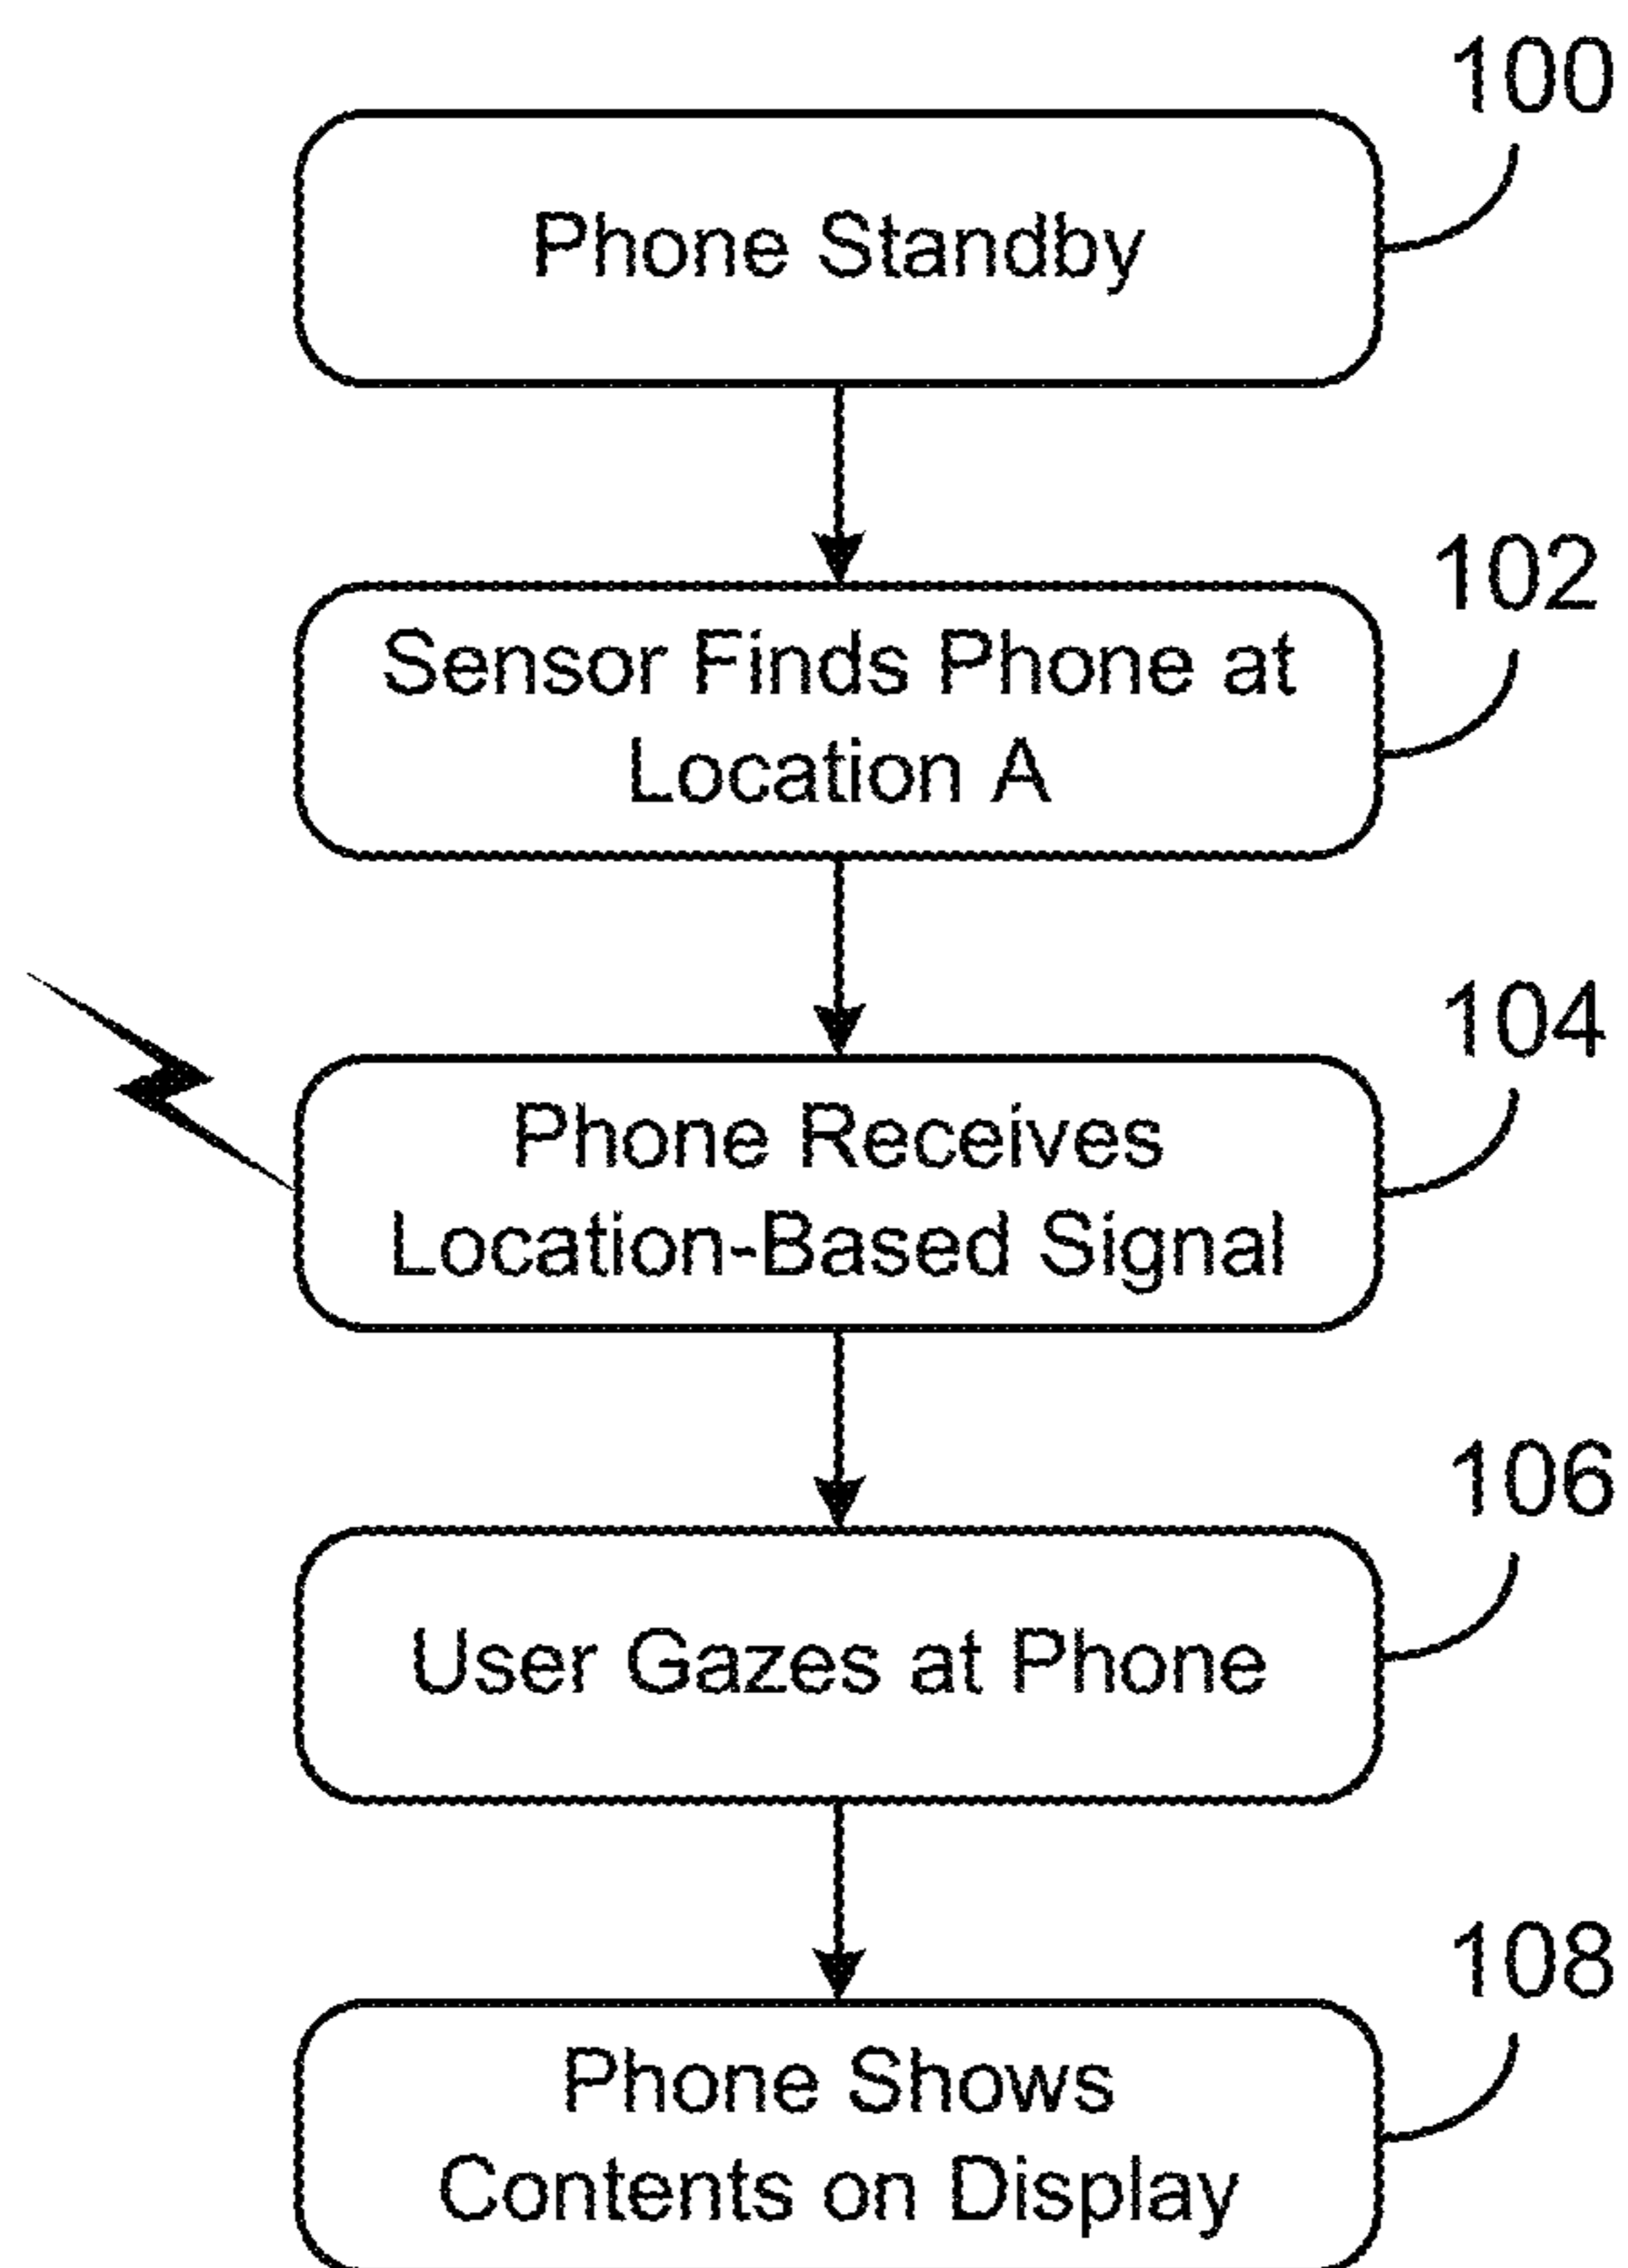 100
Phone Standby
102
Sensor Finds Phone at
Location A
104
Phone Receives
Location-Based Signal
106
User Gazes at Phone
108
Phone Shows
Contents on Display